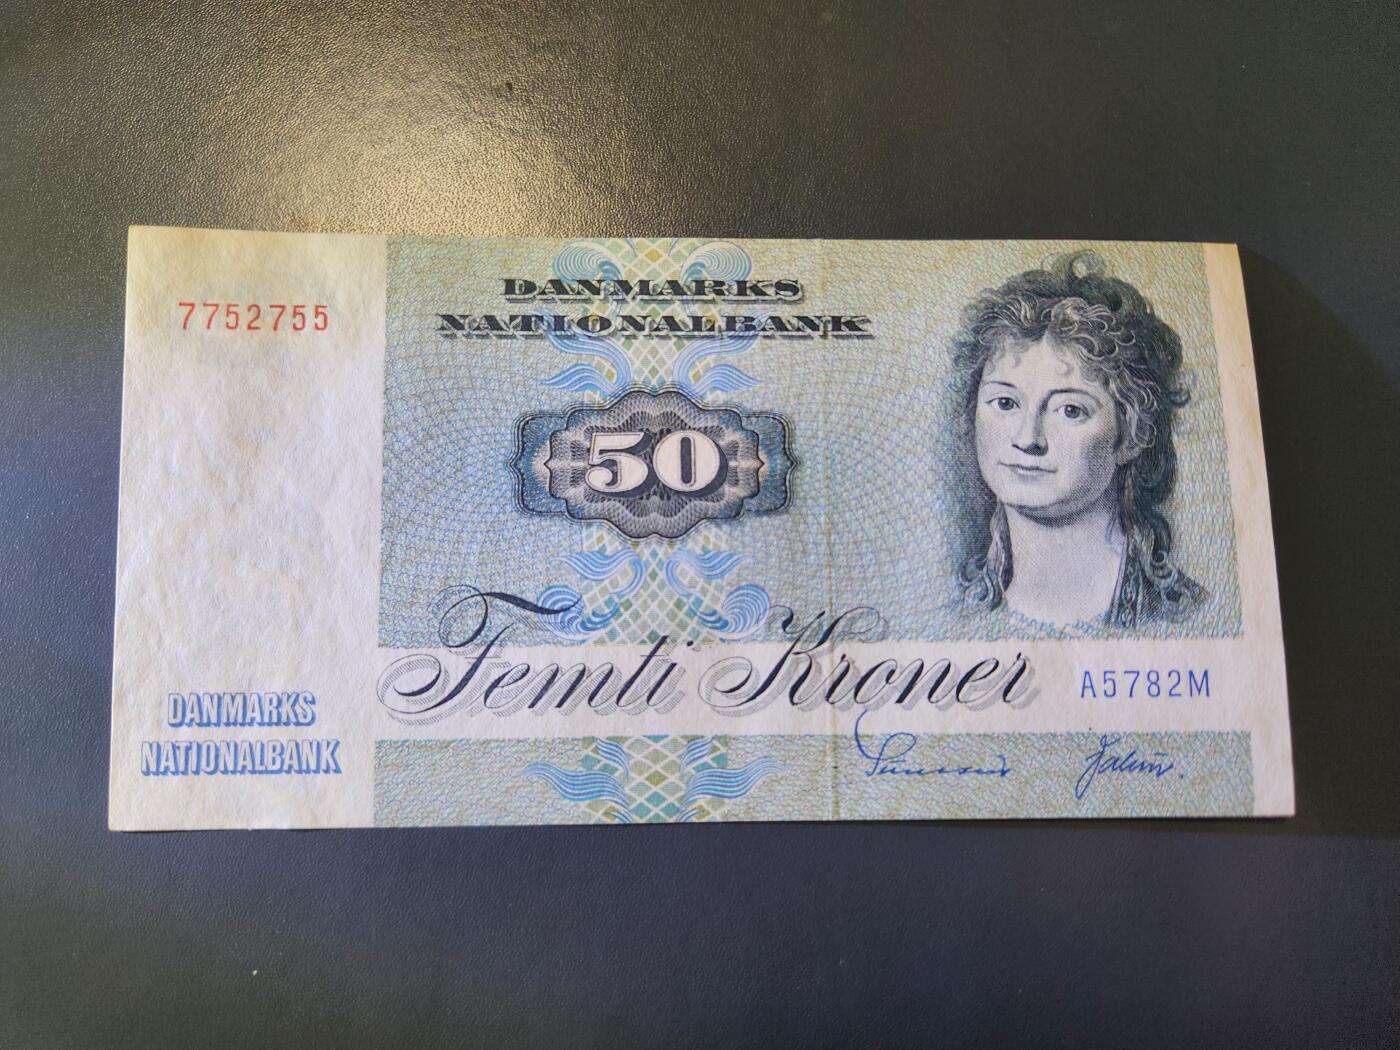 7752755
DANMARKS
NATIONALBANK
50
Femti Kroner
A5782M
DANMARKS
NATIONALBANK